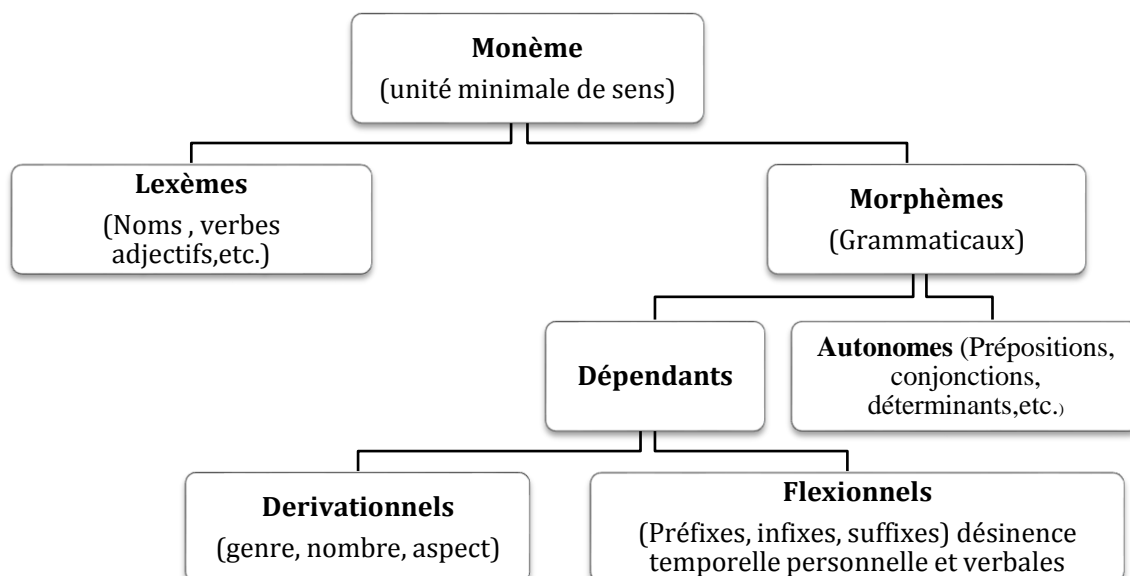 Monème
(unité minimale de sens)
Lexèmes
(Noms , verbes
adjectifs,etc.)
Morphèmes
(Grammaticaux)
Dépendants
Autonomes (Prépositions,
conjonctions,
déterminants,etc.)
Derivationnels
(genre, nombre, aspect)
Flexionnels
(Préfixes, infixes, suffixes) désinence
temporelle personnelle et verbales